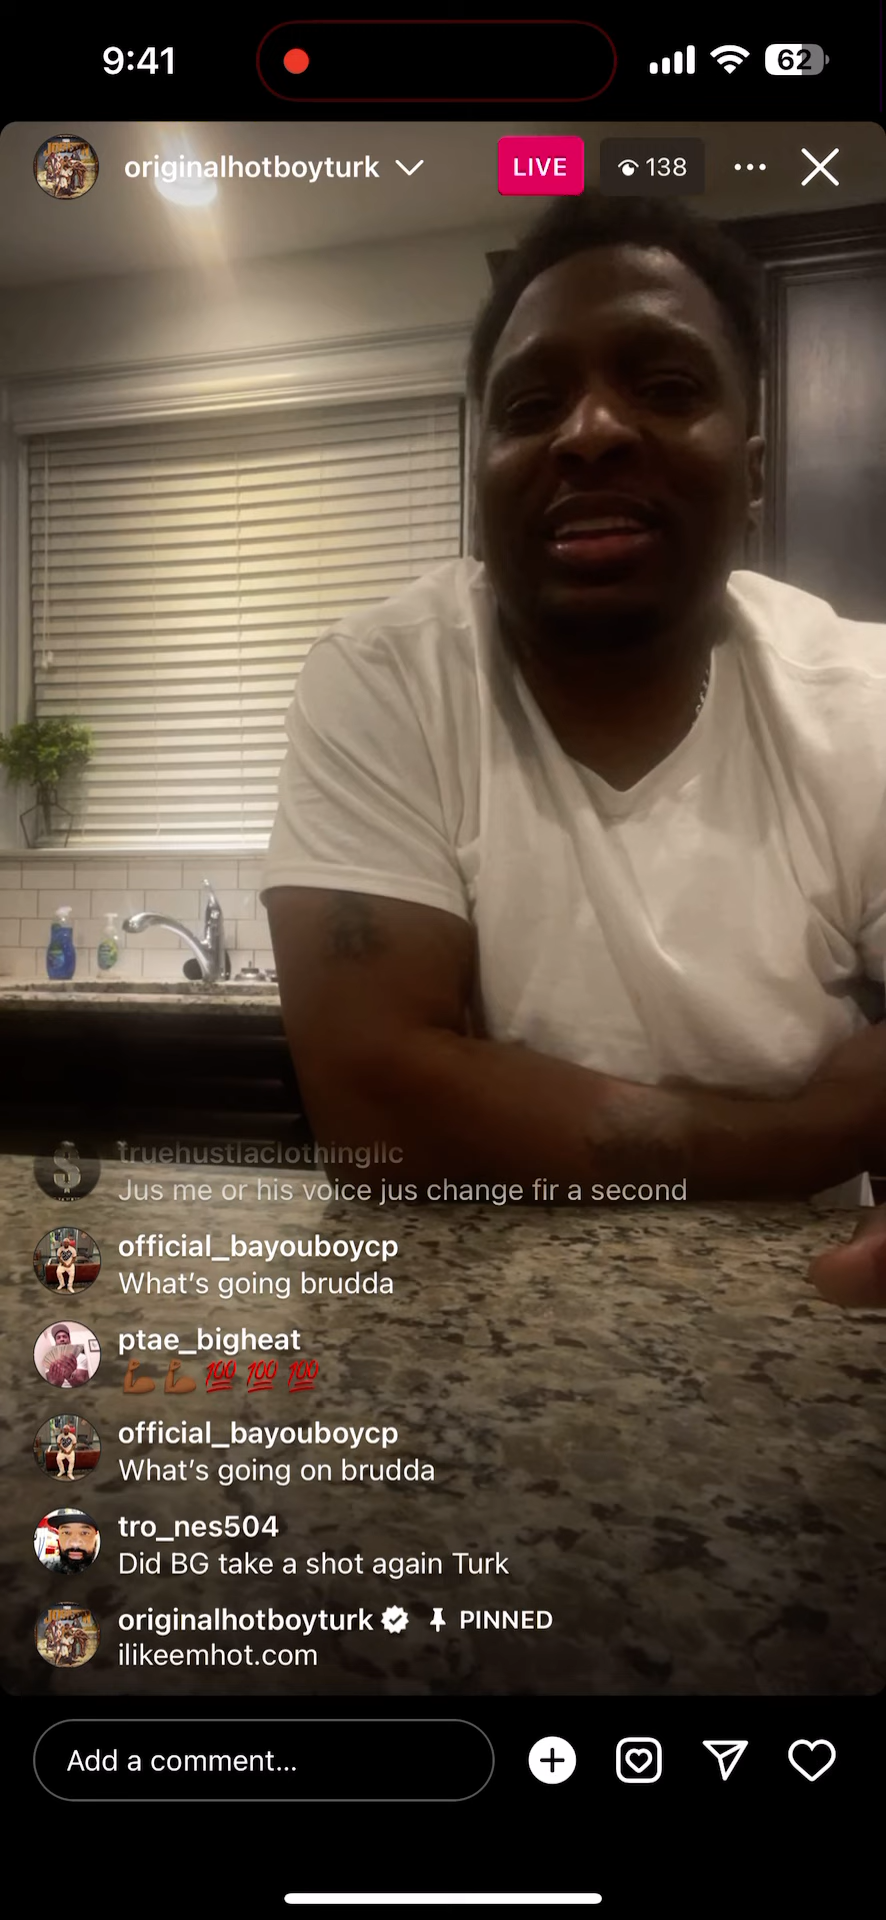 9:41
62
originalhotboyturk
LIVE
138
truehustlaclothingllc
Jus me or his voice jus change fir a second
official_bayouboycp
What's going brudda
ptae_bigheat
💪🏾💪🏾💯💯💯
official_bayouboycp
What's going on brudda
tro_nes504
Did BG take a shot again Turk
originalhotboyturk PINNED
ilikeemhot.com
Add a comment...